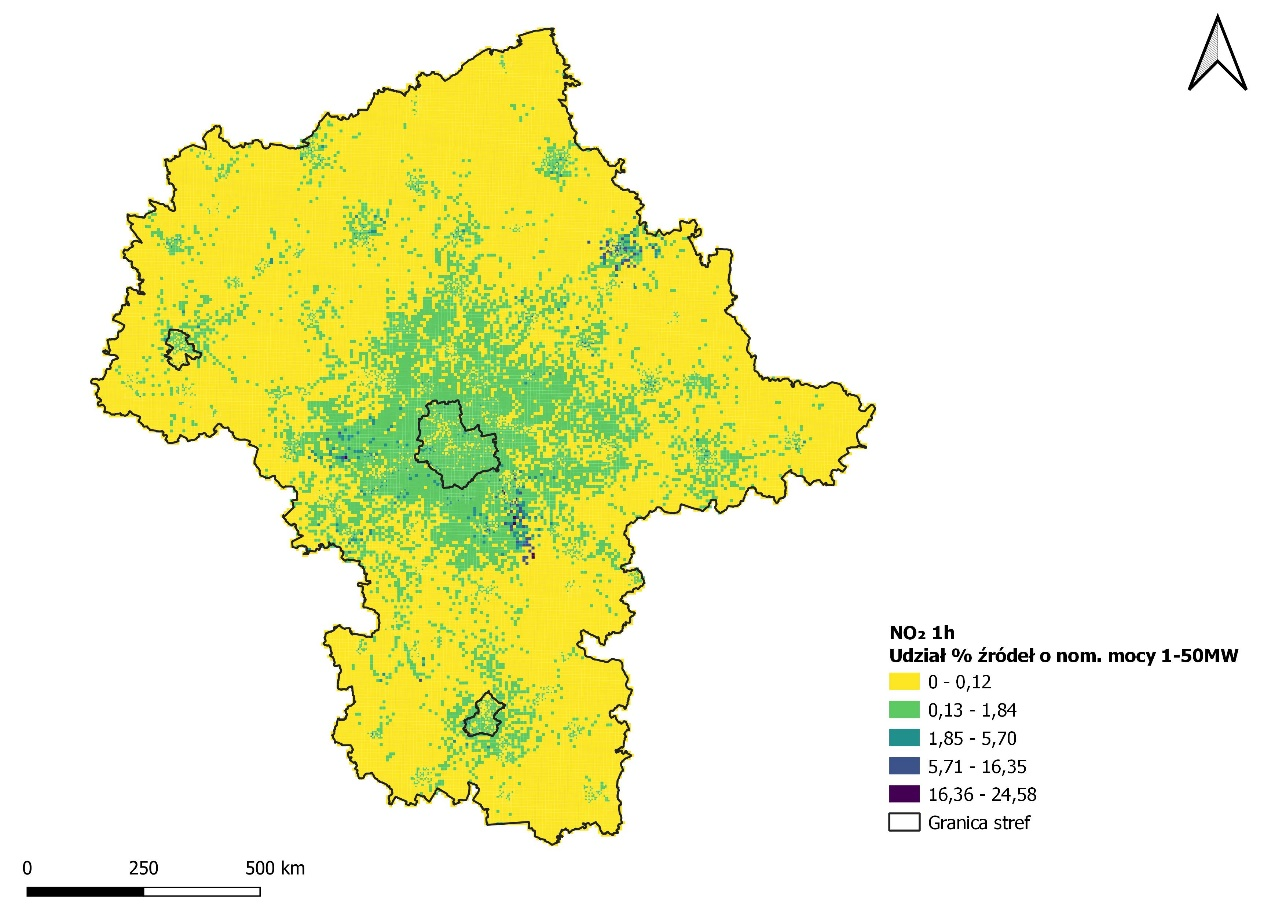 NO₂ 1h
Udział % źródeł o nom. mocy 1-50MW
0 - 0,12
0,13 - 1,84
1,85 - 5,70
5,71 - 16,35
16,36 - 24,58
Granica stref
0 250 500 km